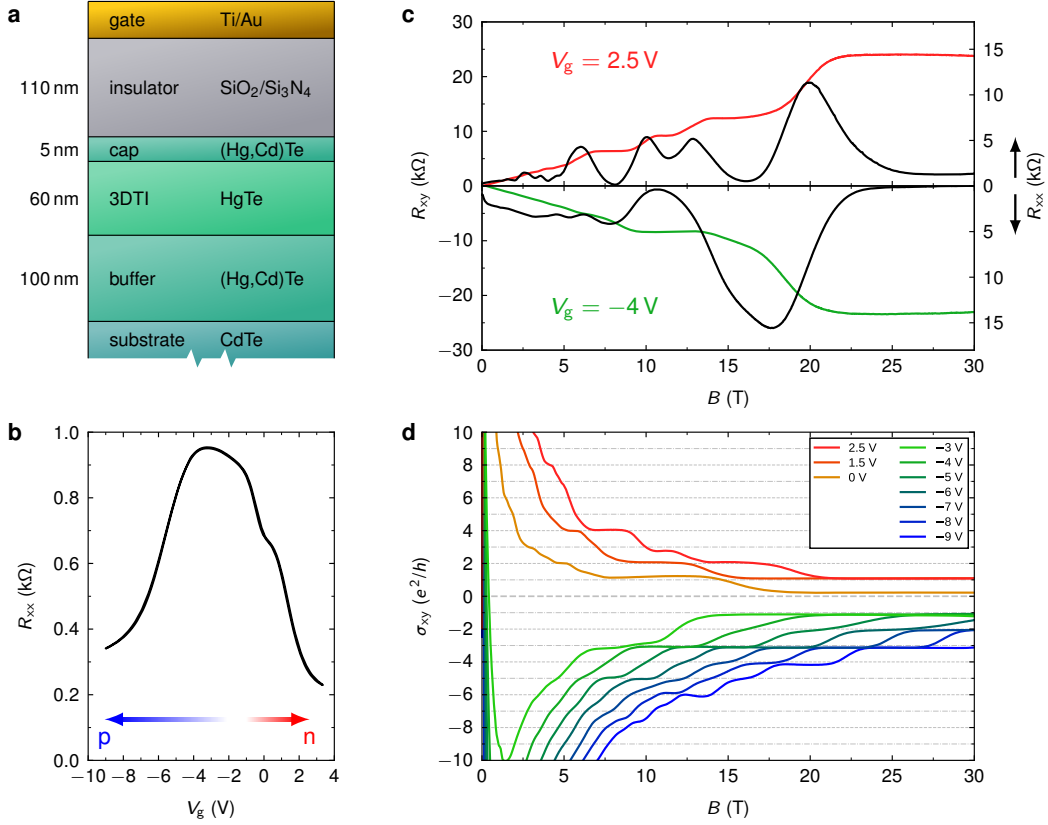 a
gate Ti/Au
110 nm insulator SiO2/Si3N4
5 nm cap (Hg,Cd)Te
60 nm 3DTI HgTe
100 nm buffer (Hg,Cd)Te
substrate CdTe
b
1.0
0.8
0.6
0.4
0.2
0.0
Rxx (kΩ)
p
n
−10 −8 −6 −4 −2 0 2 4
Vg (V)
c
30
20
10
0
−10
−20
−30
Rxy (kΩ)
Vg = 2.5 V
Vg = −4 V
15
10
5
0
5
10
15
Rxx (kΩ)
0 5 10 15 20 25 30
B (T)
d
10
8
6
4
2
0
−2
−4
−6
−8
−10
σxy (e²/h)
2.5 V
1.5 V
0 V
−3 V
−4 V
−5 V
−6 V
−7 V
−8 V
−9 V
0 5 10 15 20 25 30
B (T)